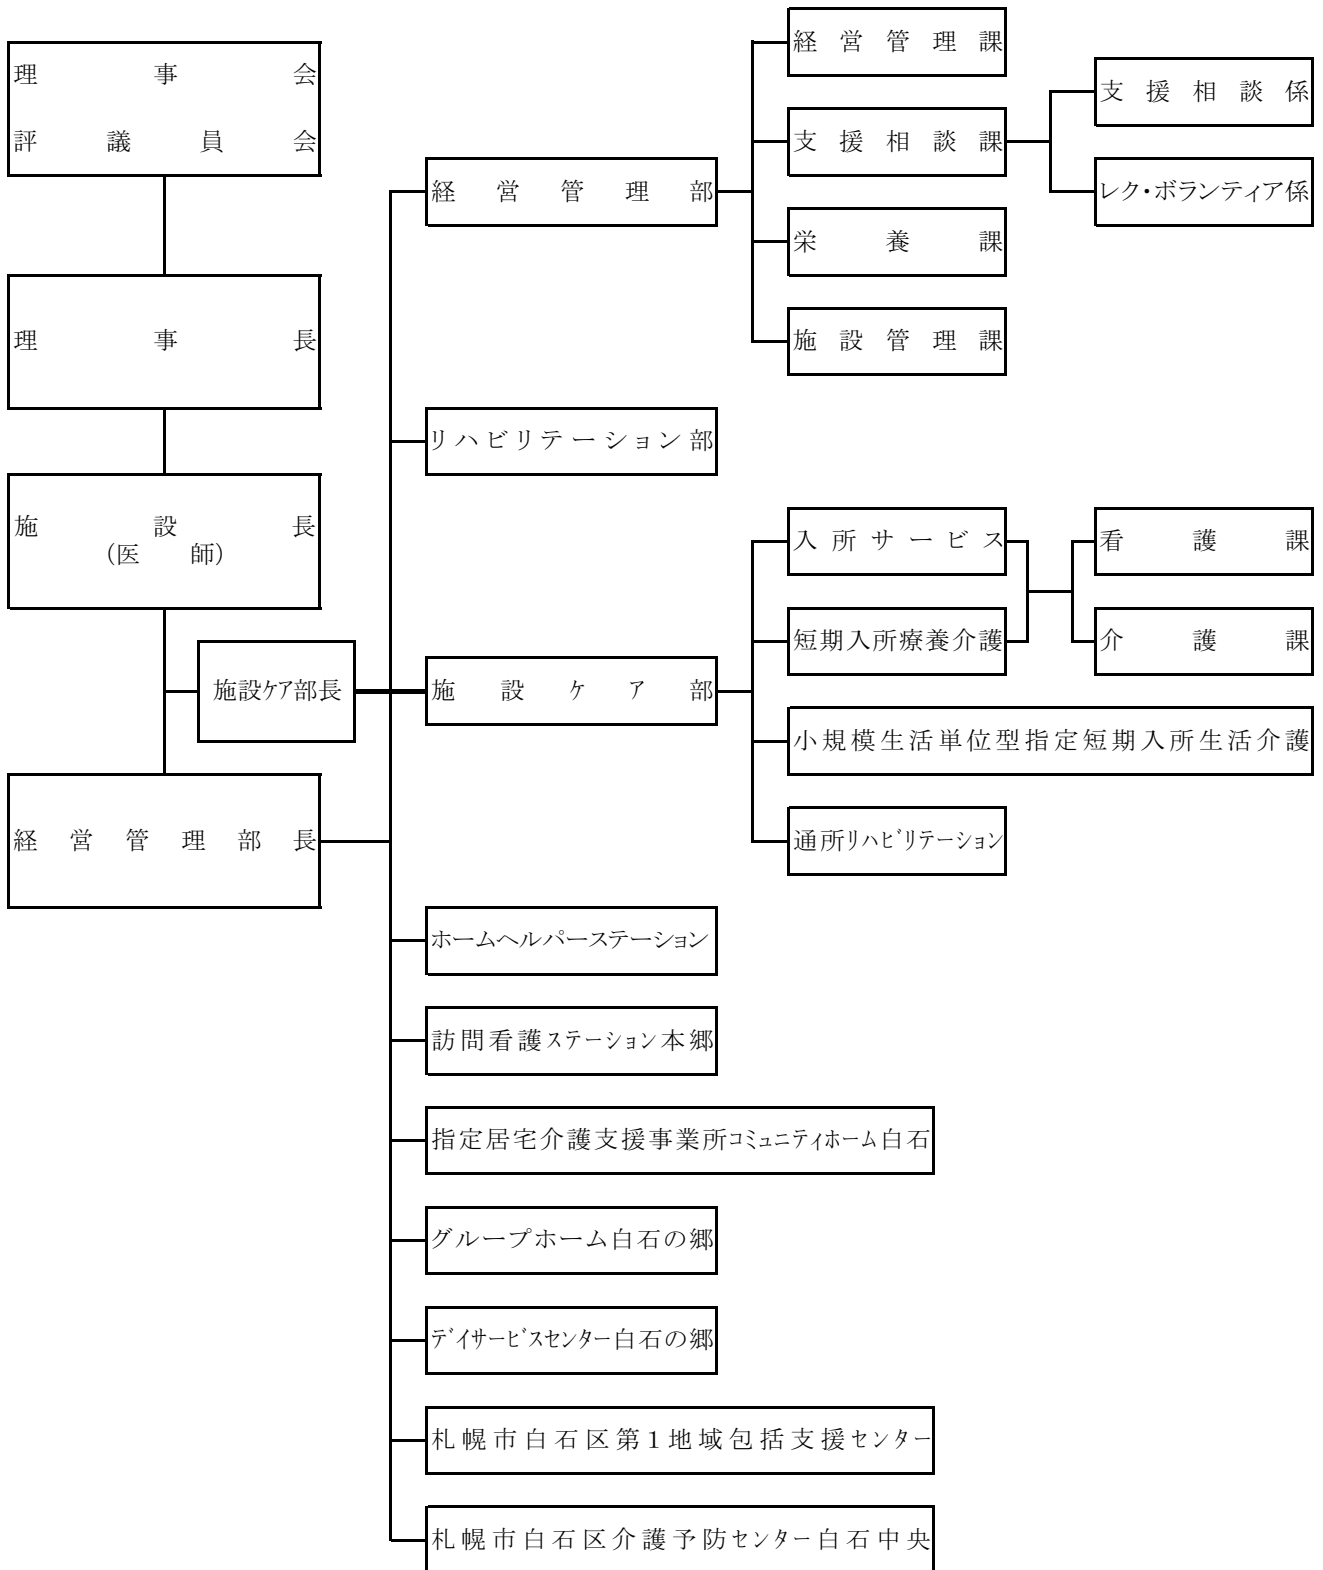 理事会
評議員会
理事長
施設長
(医師)
施設ケア部長
経営管理部長
経営管理部
経営管理課
支援相談課
支援相談係
レク・ボランティア係
栄養課
施設管理課
リハビリテーション部
施設ケア部
入所サービス
短期入所療養介護
看護課
介護課
小規模生活単位型指定短期入所生活介護
通所リハビリテーション
ホームヘルパーステーション
訪問看護ステーション本郷
指定居宅介護支援事業所コミュニティホーム白石
グループホーム白石の郷
デイサービスセンター白石の郷
札幌市白石区第1地域包括支援センター
札幌市白石区介護予防センター白石中央